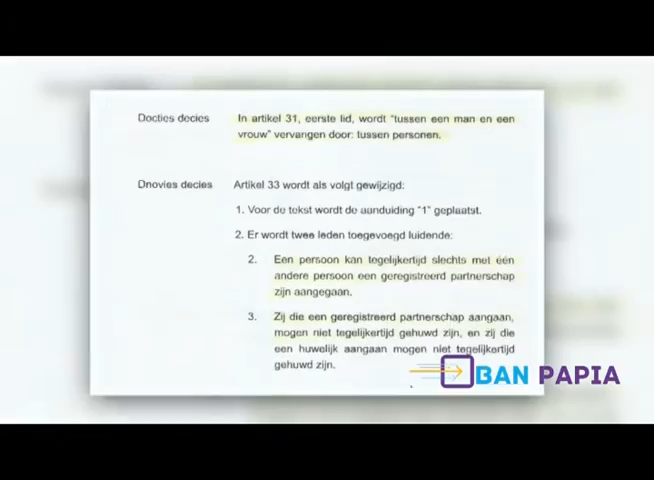 Docties decies In artikel 31, eerste lid, wordt "tussen een man en een
vrouw" vervangen door: tussen personen.
Dnovies decies Artikel 33 wordt als volgt gewijzigd:
1. Voor de tekst wordt de aanduiding "1" geplaatst.
2. Er wordt twee leden toegevoegd luidende:
2. Een persoon kan tegelijkertijd slechts met één
andere persoon een geregistreerd partnerschap
zijn aangegaan.
3. Zij die een geregistreerd partnerschap aangaan,
mogen niet tegelijkertijd gehuwd zijn, en zij die
een huwelijk aangaan mogen niet tegelijkertijd
gehuwd zijn.
BAN PAPIA